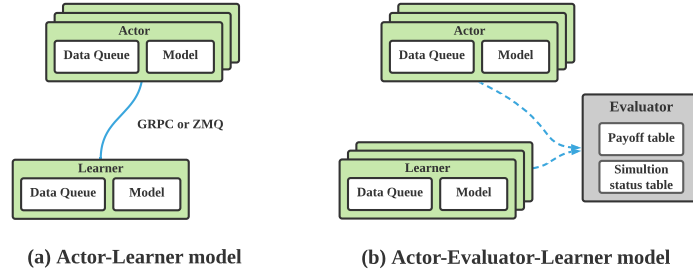 Actor
Data Queue
Model
GRPC or ZMQ
Learner
Data Queue
Model
(a) Actor-Learner model
Actor
Data Queue
Model
Evaluator
Payoff table
Simultion
status table
Learner
Data Queue
Model
(b) Actor-Evaluator-Learner model